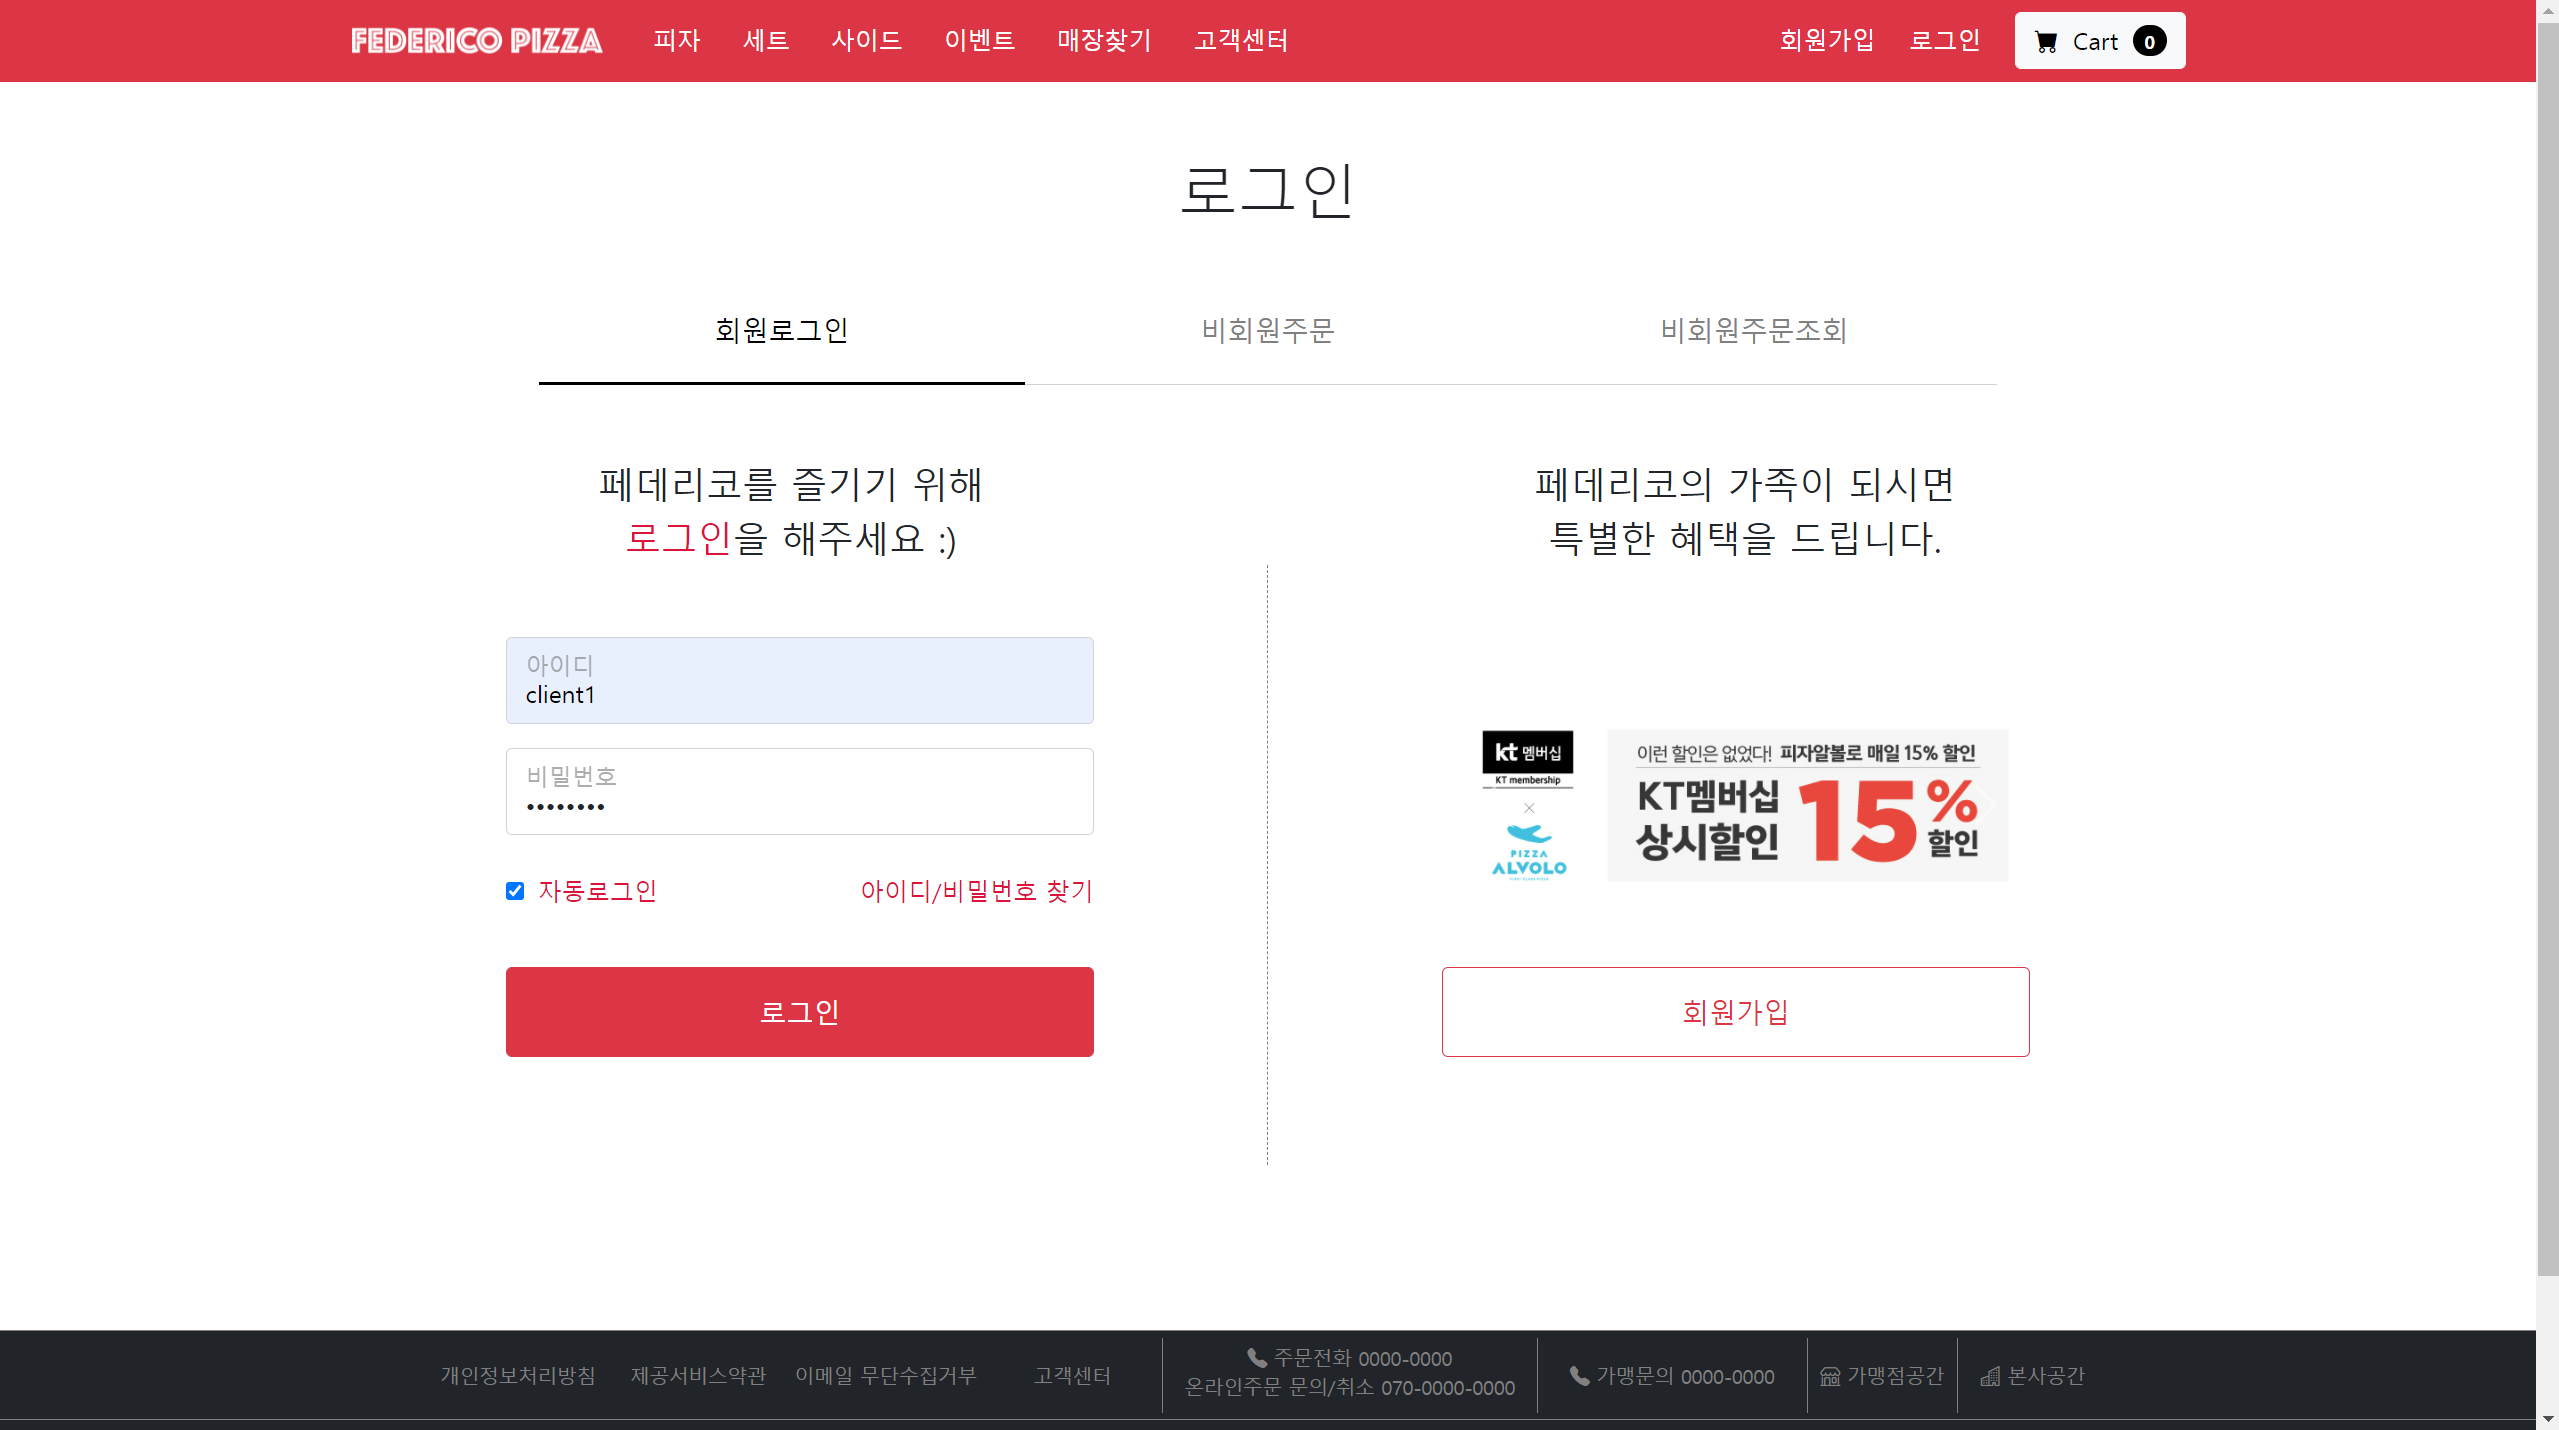 FEDERICO PIZZA 피자 세트 사이드 이벤트 매장찾기 고객센터 회원가입 로그인 Cart 0
로그인
회원로그인 비회원주문 비회원주문조회
페데리코를 즐기기 위해
로그인을 해주세요 :)
아이디
client1
비밀번호
••••••••
자동로그인 아이디/비밀번호 찾기
로그인
페데리코의 가족이 되시면
특별한 혜택을 드립니다.
kt 멤버십
KT membership
×
PIZZA
ALVOLO
이런 할인은 없었다! 피자알볼로 매일 15% 할인
KT멤버십
상시할인
15%
할인
회원가입
개인정보처리방침 제공서비스약관 이메일 무단수집거부 고객센터
주문전화 0000-0000
온라인주문 문의/취소 070-0000-0000
가맹문의 0000-0000
가맹점공간
본사공간